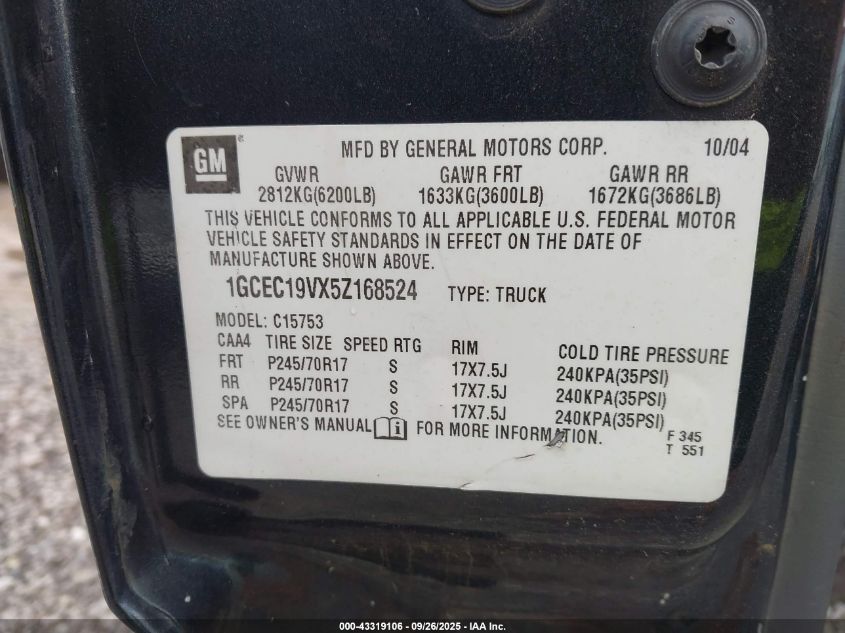 GM
MFD BY GENERAL MOTORS CORP. 10/04
GVWR GAWR FRT GAWR RR
2812KG(6200LB) 1633KG(3600LB) 1672KG(3686LB)
THIS VEHICLE CONFORMS TO ALL APPLICABLE U.S. FEDERAL MOTOR
VEHICLE SAFETY STANDARDS IN EFFECT ON THE DATE OF
MANUFACTURE SHOWN ABOVE.
1GCEC19VX5Z168524 TYPE: TRUCK
MODEL: C15753
CAA4 TIRE SIZE SPEED RTG RIM COLD TIRE PRESSURE
FRT P245/70R17 S 17X7.5J 240KPA(35PSI)
RR P245/70R17 S 17X7.5J 240KPA(35PSI)
SPA P245/70R17 S 17X7.5J 240KPA(35PSI)
SEE OWNER'S MANUAL i FOR MORE INFORMATION.
F 345
T 551
000-43319106 / 09/26/2025 - IAA Inc.